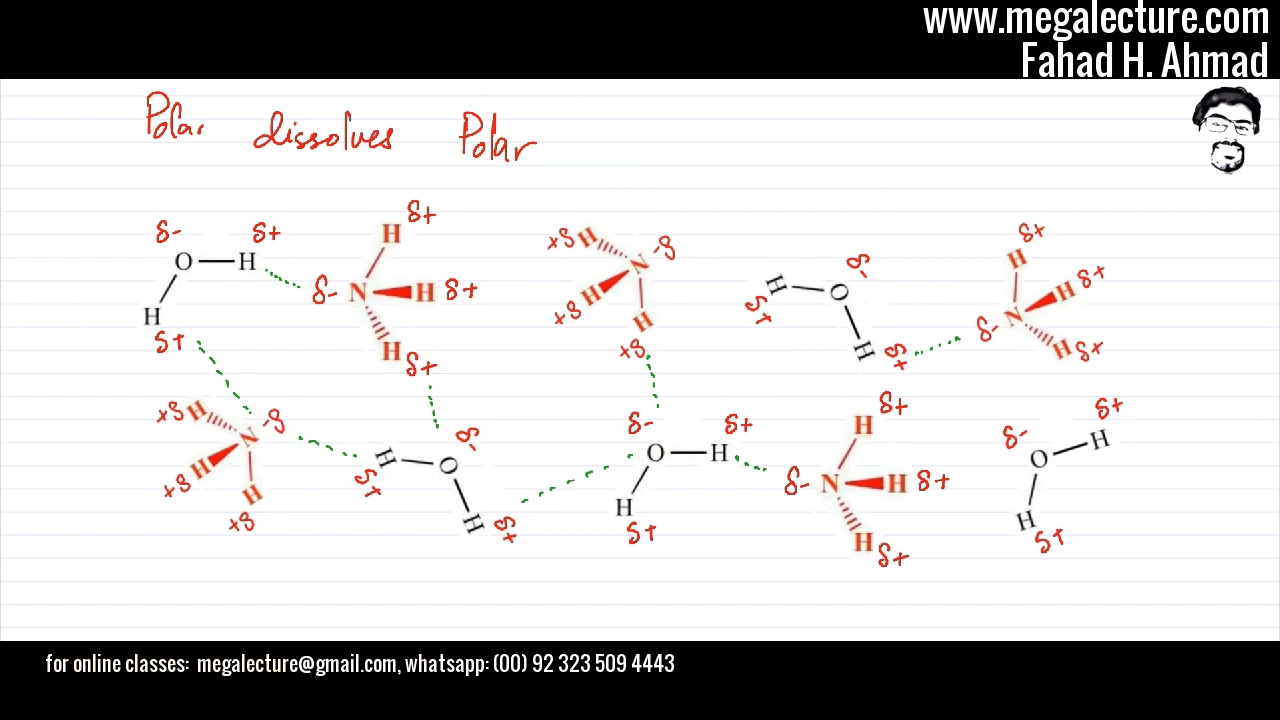 www.megalecture.com
Fahad H. Ahmad
Polar dissolves Polar
δ- δ+ δ+ +δ -δ δ- δ+
O H δ- N H δ+ H N H δ+
H H +δ H H O δ- N H δ+
δ+ H δ+ +δ H δ+ H δ+ H δ+
+δ H -δ δ- δ- δ+ H δ+ δ- δ+
N H O O H δ- N H δ+ O H
+δ H H δ+ H δ+ H δ+ H δ+ H δ+
+δ
for online classes: megalecture@gmail.com, whatsapp: (00) 92 323 509 4443